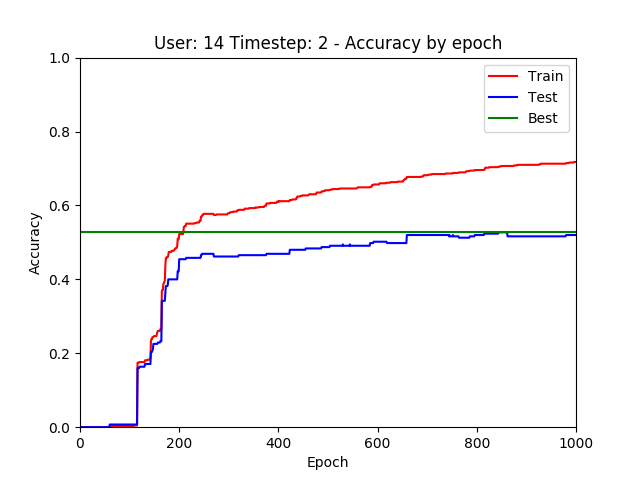 User: 14 Timestep: 2 - Accuracy by epoch
1.0
0.8
0.6
0.4
0.2
0.0
Accuracy
Train
Test
Best
0 200 400 600 800 1000
Epoch